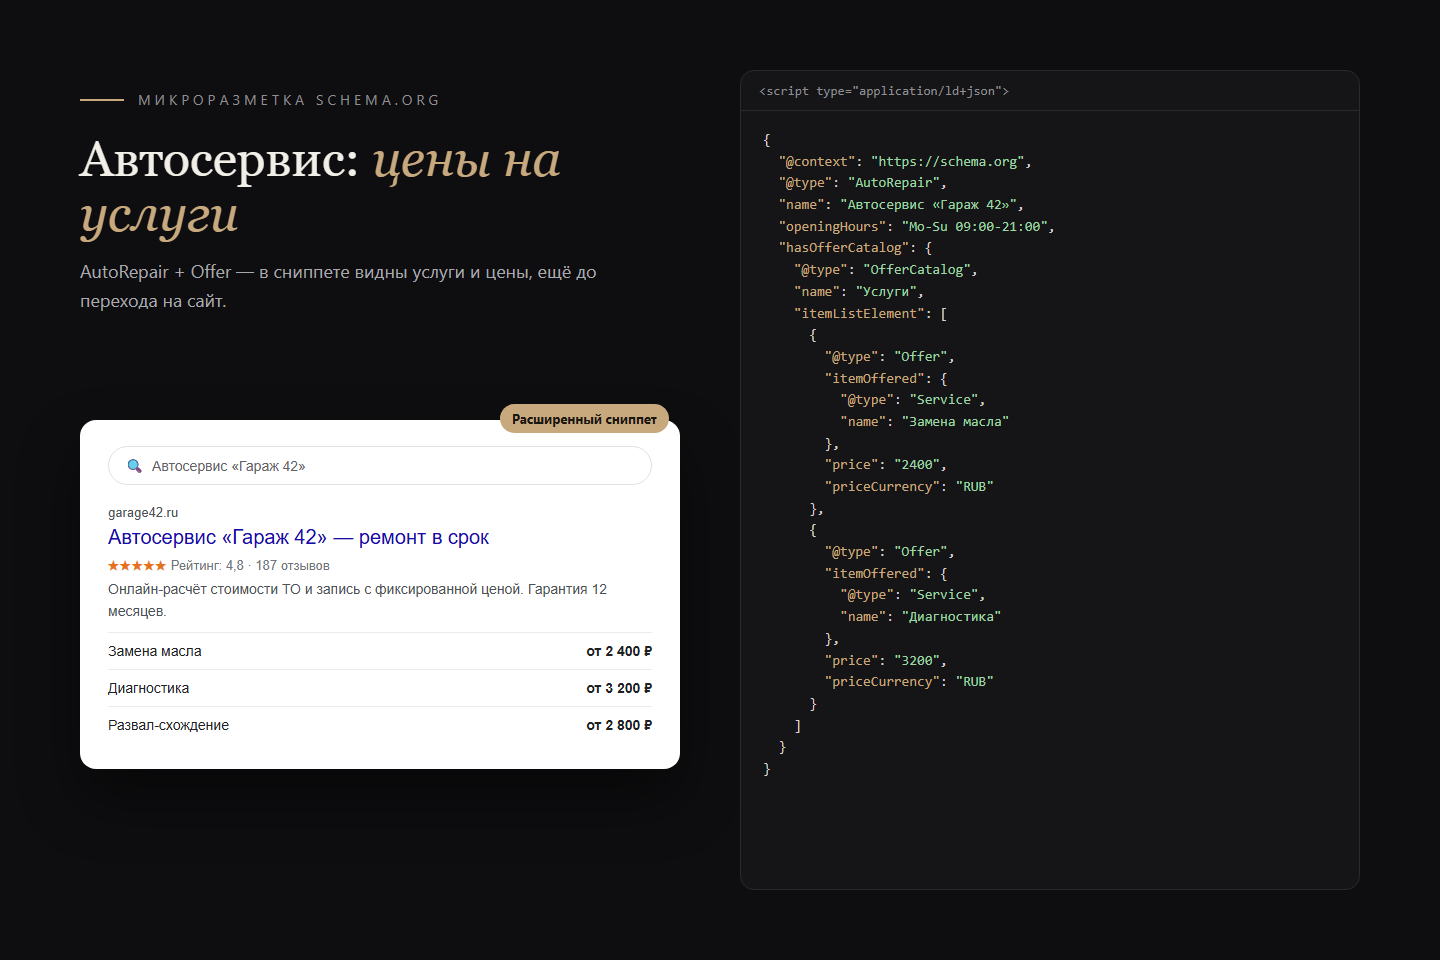 МИКРОРАЗМЕТКА SCHEMA.ORG
Автосервис: цены на
услуги
AutoRepair + Offer — в сниппете видны услуги и цены, ещё до
перехода на сайт.
Расширенный сниппет
Автосервис «Гараж 42»
garage42.ru
Автосервис «Гараж 42» — ремонт в срок
★★★★★ Рейтинг: 4,8 · 187 отзывов
Онлайн-расчёт стоимости ТО и запись с фиксированной ценой. Гарантия 12
месяцев.
Замена масла от 2 400 ₽
Диагностика от 3 200 ₽
Развал-схождение от 2 800 ₽
<script type="application/ld+json">
{
"@context": "https://schema.org",
"@type": "AutoRepair",
"name": "Автосервис «Гараж 42»",
"openingHours": "Mo-Su 09:00-21:00",
"hasOfferCatalog": {
"@type": "OfferCatalog",
"name": "Услуги",
"itemListElement": [
{
"@type": "Offer",
"itemOffered": {
"@type": "Service",
"name": "Замена масла"
},
"price": "2400",
"priceCurrency": "RUB"
},
{
"@type": "Offer",
"itemOffered": {
"@type": "Service",
"name": "Диагностика"
},
"price": "3200",
"priceCurrency": "RUB"
}
]
}
}